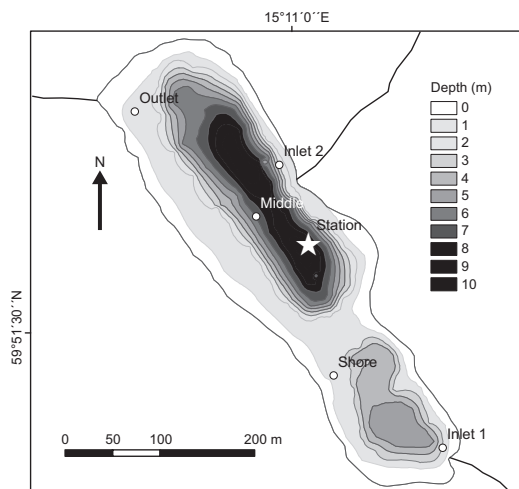 15°11´0´´E
Depth (m)
0
1
2
3
4
5
6
7
8
9
10
Outlet
Inlet 2
N
Middle
Station
59°51´30´´N
Shore
Inlet 1
0 50 100 200 m